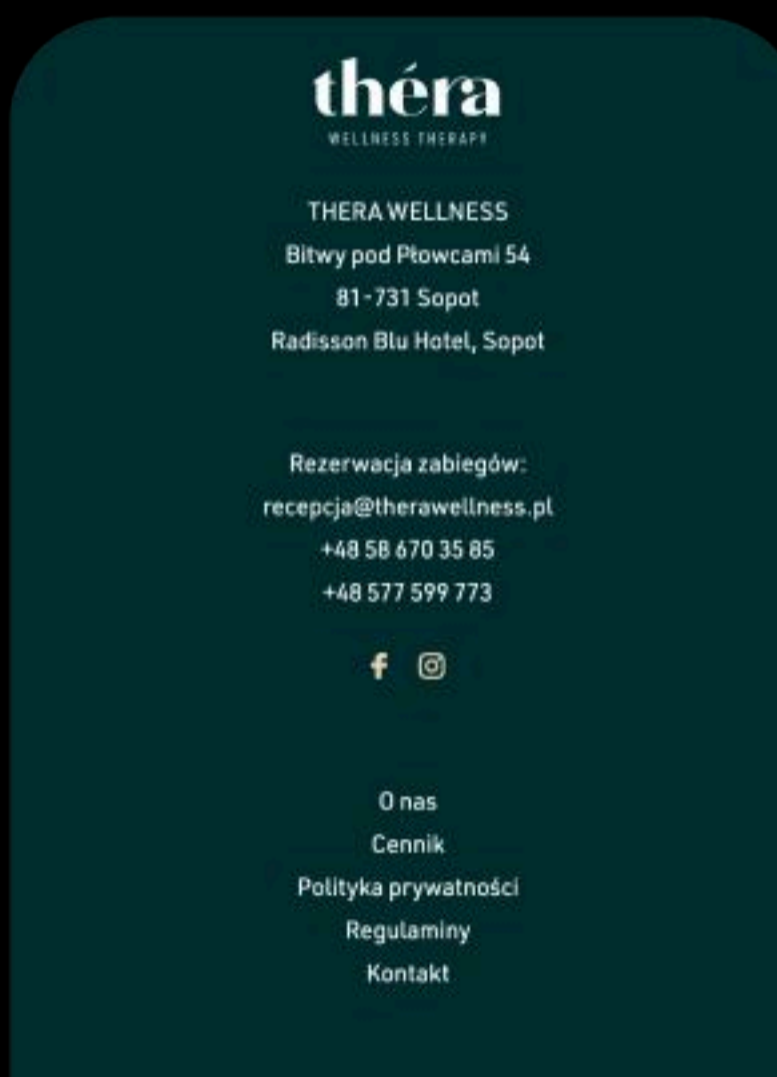 théra
WELLNESS THERAPY
THERA WELLNESS
Bitwy pod Płowcami 54
81-731 Sopot
Radisson Blu Hotel, Sopot
Rezerwacja zabiegów:
recepcja@therawellness.pl
+48 58 670 35 85
+48 577 599 773
O nas
Cennik
Polityka prywatności
Regulaminy
Kontakt